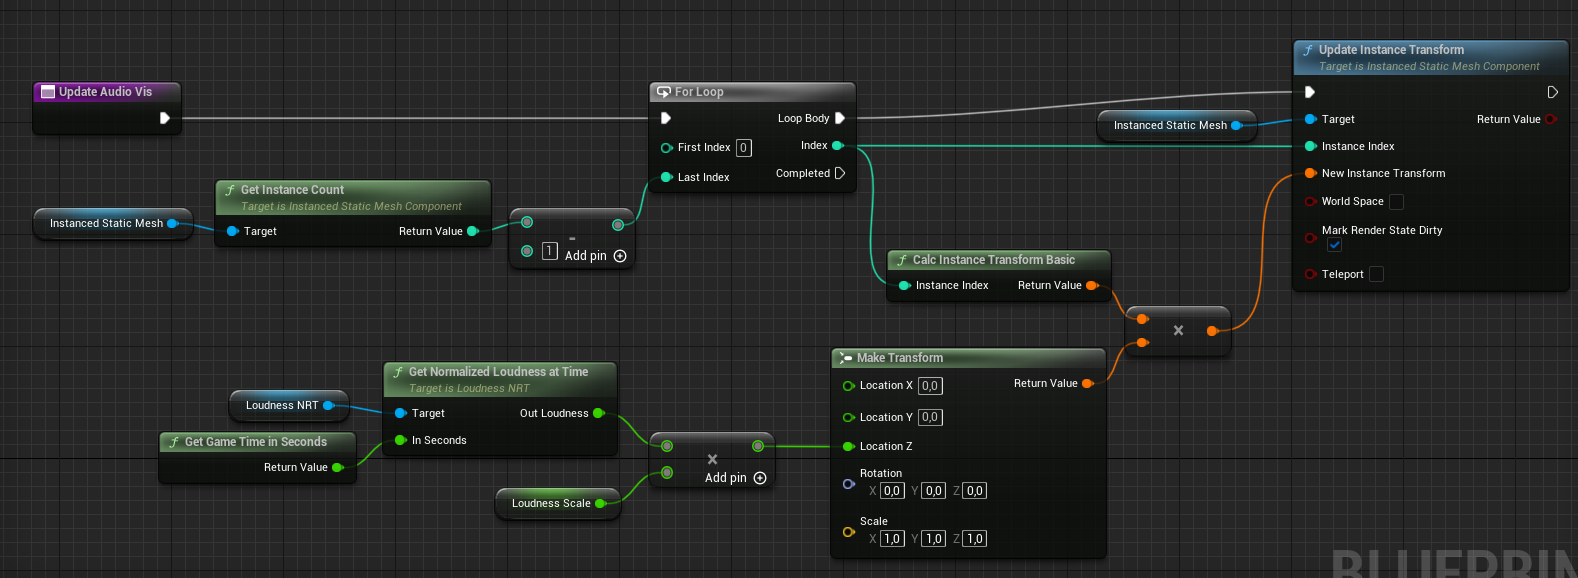 Update Audio Vis
For Loop
Loop Body
First Index 0
Index
Last Index
Completed
Get Instance Count
Target is Instanced Static Mesh Component
Instanced Static Mesh
Target
Return Value
-
1
Add pin
Instanced Static Mesh
Update Instance Transform
Target is Instanced Static Mesh Component
Target
Return Value
Instance Index
New Instance Transform
World Space
Mark Render State Dirty
Teleport
Calc Instance Transform Basic
Instance Index
Return Value
×
Get Normalized Loudness at Time
Target is Loudness NRT
Loudness NRT
Target
Out Loudness
In Seconds
Get Game Time in Seconds
Return Value
×
Add pin
Loudness Scale
Make Transform
Location X 0,0
Return Value
Location Y 0,0
Location Z
Rotation
X 0,0 Y 0,0 Z 0,0
Scale
X 1,0 Y 1,0 Z 1,0